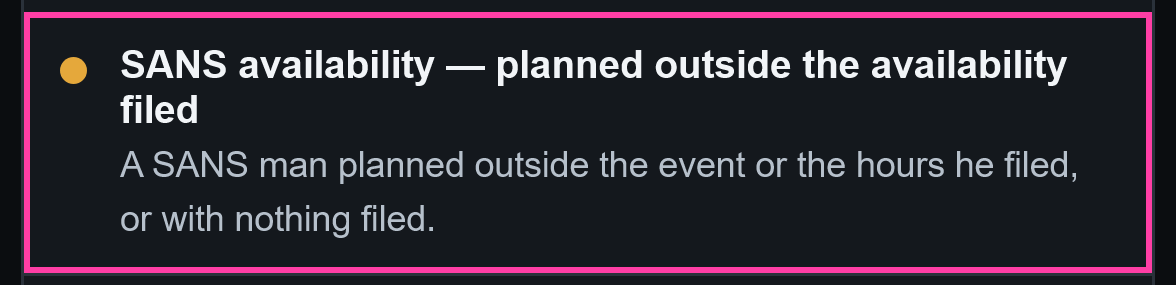 SANS availability — planned outside the availability
filed
A SANS man planned outside the event or the hours he filed,
or with nothing filed.